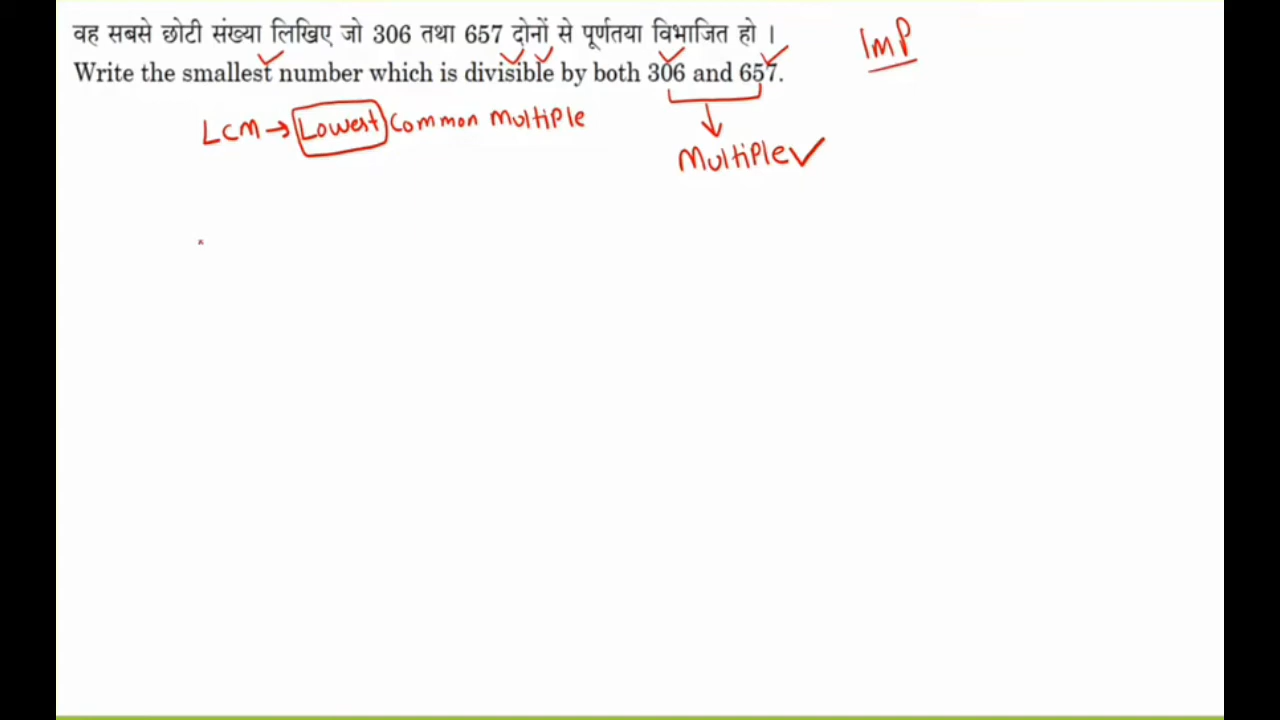 वह सबसे छोटी संख्या लिखिए जो 306 तथा 657 दोनों से पूर्णतया विभाजित हो ।
Imp
Write the smallest number which is divisible by both 306 and 657.
LCM → Lowest Common Multiple
Multiple